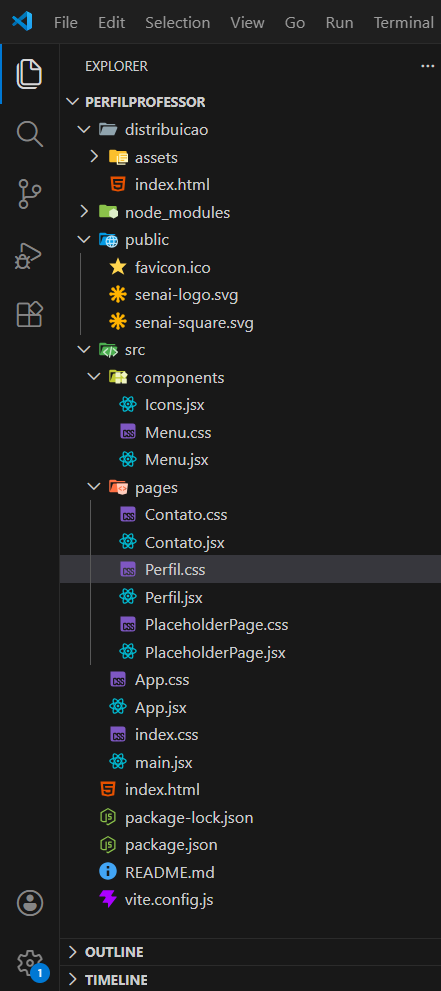 File Edit Selection View Go Run Terminal
EXPLORER
PERFILPROFESSOR
distribuicao
assets
index.html
node_modules
public
favicon.ico
senai-logo.svg
senai-square.svg
src
components
Icons.jsx
Menu.css
Menu.jsx
pages
Contato.css
Contato.jsx
Perfil.css
Perfil.jsx
PlaceholderPage.css
PlaceholderPage.jsx
App.css
App.jsx
index.css
main.jsx
index.html
package-lock.json
package.json
README.md
vite.config.js
OUTLINE
1
TIMELINE